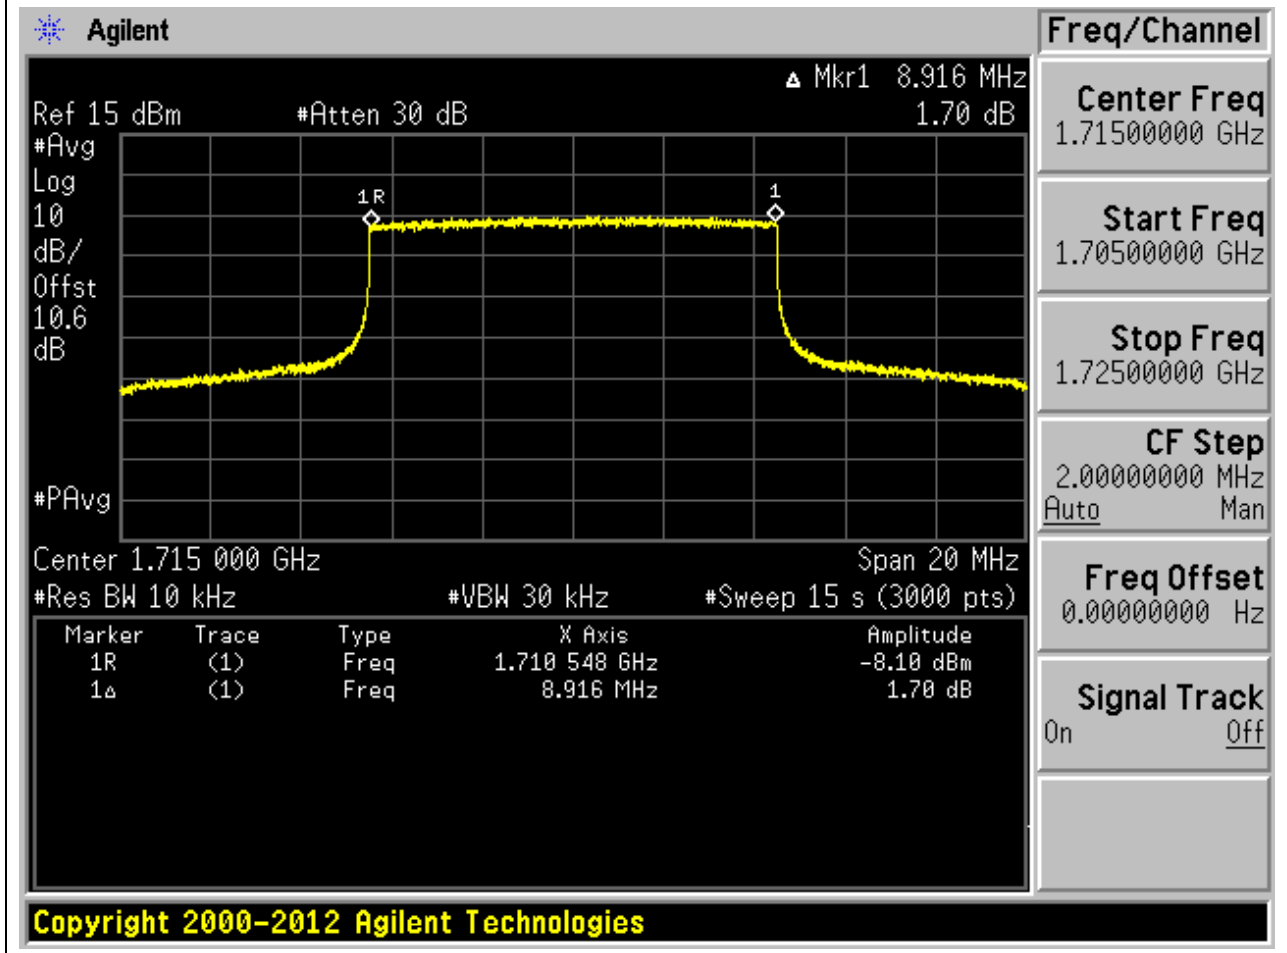 Agilent
Freq/Channel
Δ Mkr1 8.916 MHz
Ref 15 dBm #Atten 30 dB 1.70 dB
#Avg
Log
10
dB/
Offst
10.6
dB
#PAvg
1R
1
Center 1.715 000 GHz Span 20 MHz
#Res BW 10 kHz #VBW 30 kHz #Sweep 15 s (3000 pts)
Marker Trace Type X Axis Amplitude
1R (1) Freq 1.710 548 GHz -8.10 dBm
1Δ (1) Freq 8.916 MHz 1.70 dB
Center Freq
1.71500000 GHz
Start Freq
1.70500000 GHz
Stop Freq
1.72500000 GHz
CF Step
2.00000000 MHz
Auto Man
Freq Offset
0.00000000 Hz
Signal Track
On Off
Copyright 2000-2012 Agilent Technologies